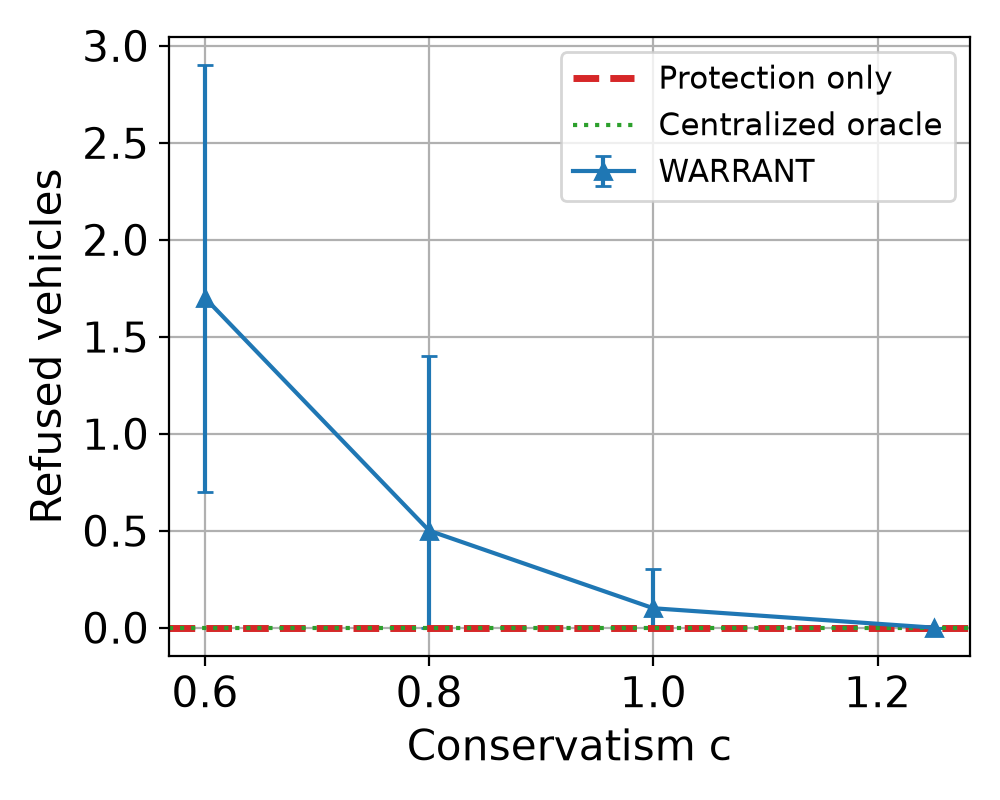 3.0
2.5
2.0
1.5
1.0
0.5
0.0
Refused vehicles
Protection only
Centralized oracle
WARRANT
0.6 0.8 1.0 1.2
Conservatism c